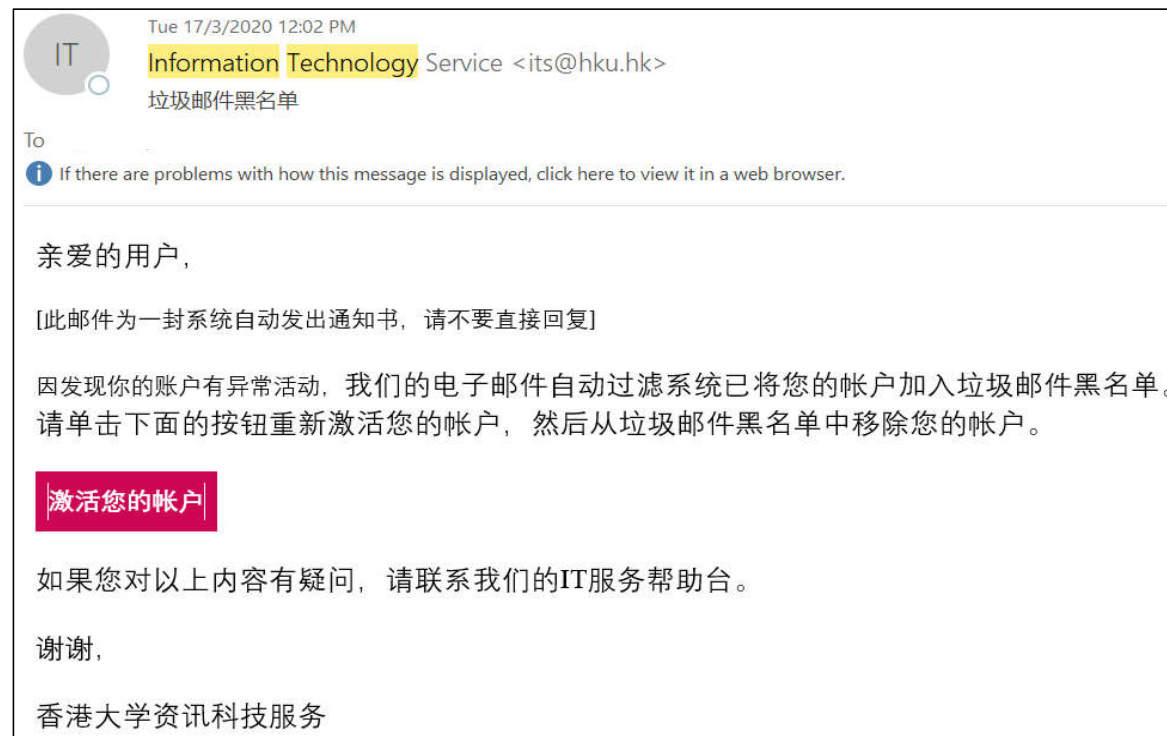 IT
Tue 17/3/2020 12:02 PM
Information Technology Service <its@hku.hk>
垃圾邮件黑名单
To
i If there are problems with how this message is displayed, click here to view it in a web browser.
亲爱的用户,
[此邮件为一封系统自动发出通知书, 请不要直接回复]
因发现你的账户有异常活动, 我们的电子邮件自动过滤系统已将您的帐户加入垃圾邮件黑名单。
请单击下面的按钮重新激活您的帐户, 然后从垃圾邮件黑名单中移除您的帐户。
激活您的帐户
如果您对以上内容有疑问, 请联系我们的IT服务帮助台。
谢谢,
香港大学资讯科技服务